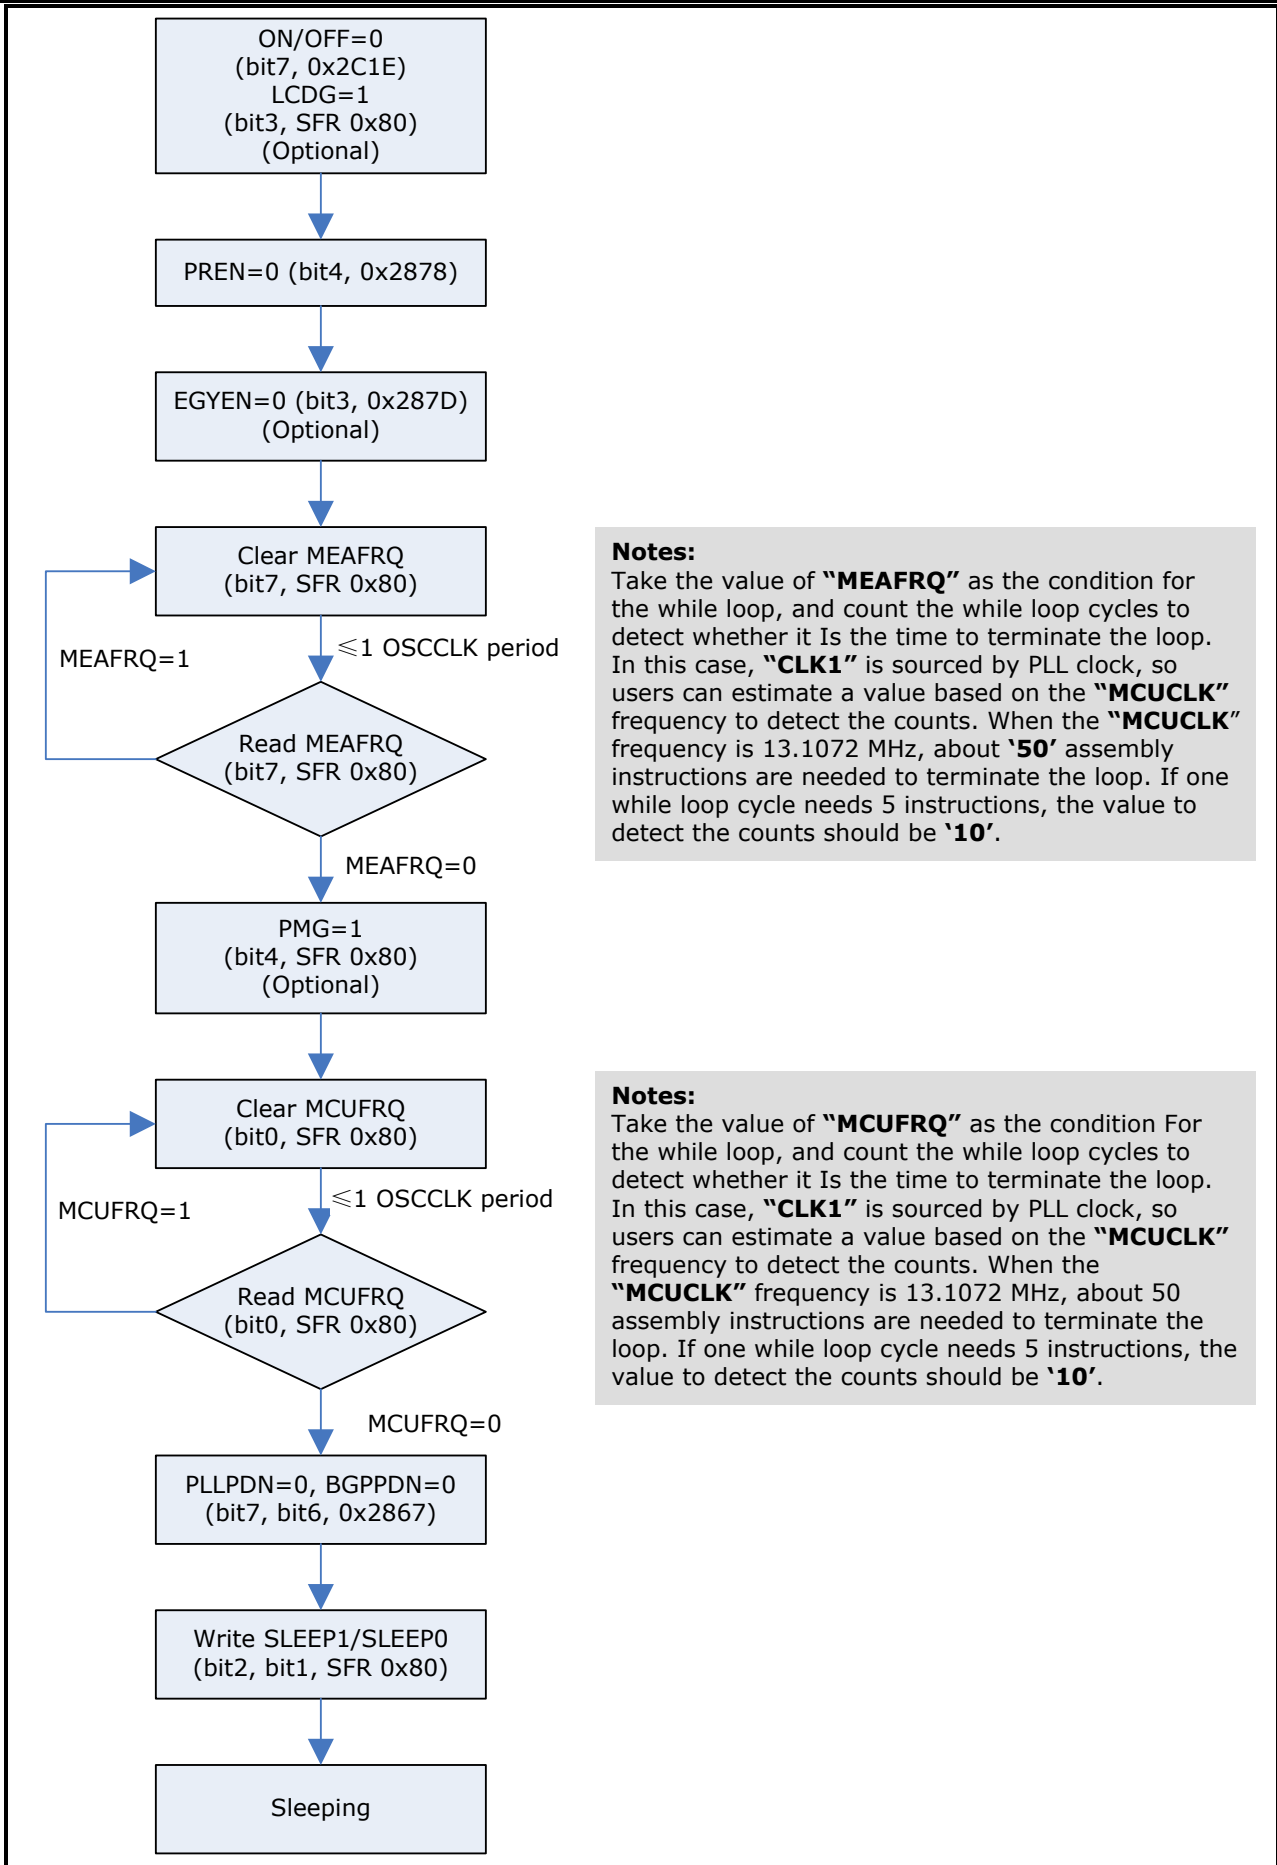 ON/OFF=0
(bit7, 0x2C1E)
LCDG=1
(bit3, SFR 0x80)
(Optional)
PREN=0 (bit4, 0x2878)
EGYEN=0 (bit3, 0x287D)
(Optional)
Clear MEAFRQ
(bit7, SFR 0x80)
MEAFRQ=1
≤1 OSCCLK period
Read MEAFRQ
(bit7, SFR 0x80)
MEAFRQ=0
Notes:
Take the value of “MEAFRQ” as the condition for
the while loop, and count the while loop cycles to
detect whether it Is the time to terminate the loop.
In this case, “CLK1” is sourced by PLL clock, so
users can estimate a value based on the “MCUCLK”
frequency to detect the counts. When the “MCUCLK”
frequency is 13.1072 MHz, about ‘50’ assembly
instructions are needed to terminate the loop. If one
while loop cycle needs 5 instructions, the value to
detect the counts should be ‘10’.
PMG=1
(bit4, SFR 0x80)
(Optional)
Clear MCUFRQ
(bit0, SFR 0x80)
MCUFRQ=1
≤1 OSCCLK period
Read MCUFRQ
(bit0, SFR 0x80)
MCUFRQ=0
Notes:
Take the value of “MCUFRQ” as the condition For
the while loop, and count the while loop cycles to
detect whether it Is the time to terminate the loop.
In this case, “CLK1” is sourced by PLL clock, so
users can estimate a value based on the “MCUCLK”
frequency to detect the counts. When the
“MCUCLK” frequency is 13.1072 MHz, about 50
assembly instructions are needed to terminate the
loop. If one while loop cycle needs 5 instructions, the
value to detect the counts should be ‘10’.
PLLPDN=0, BGPPDN=0
(bit7, bit6, 0x2867)
Write SLEEP1/SLEEP0
(bit2, bit1, SFR 0x80)
Sleeping